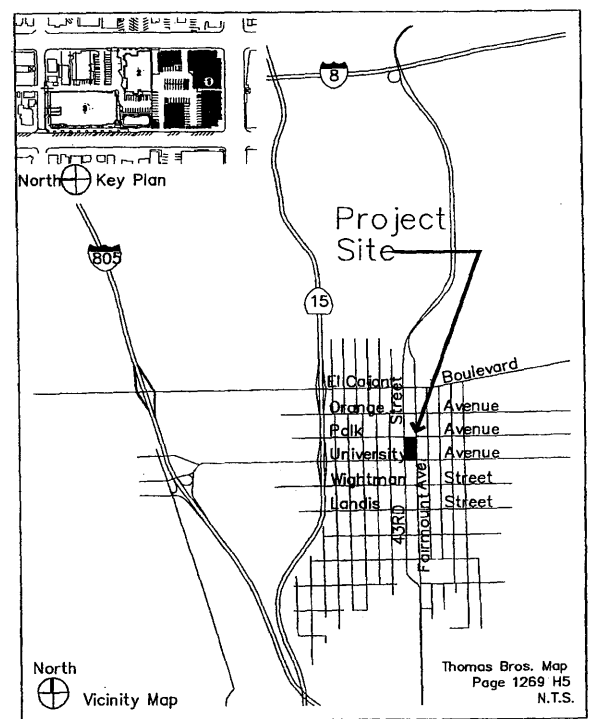 North Key Plan
8
805
Project
Site
15
El Cajon Boulevard
Orange Avenue
Polk Avenue
University Avenue
Wightman Street
Landis Street
43RD Street
Fairmount Ave.
North
Vicinity Map
Thomas Bros. Map
Page 1269 H5
N.T.S.